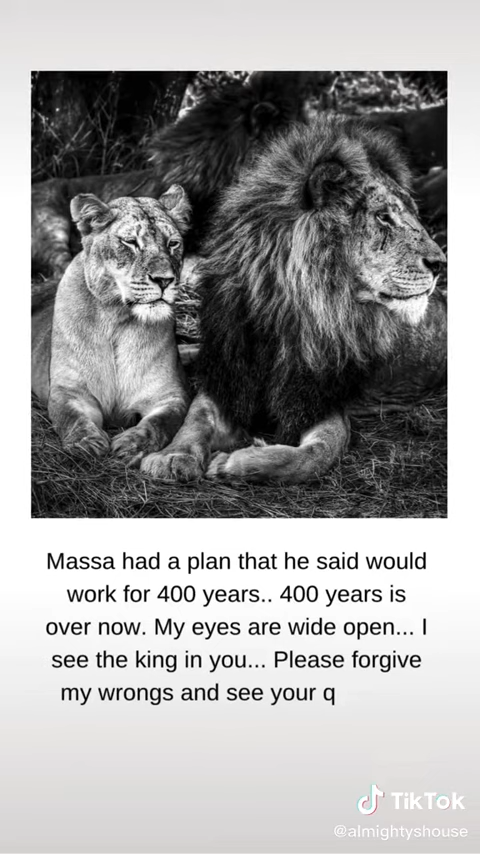 Massa had a plan that he said would
work for 400 years.. 400 years is
over now. My eyes are wide open... I
see the king in you... Please forgive
my wrongs and see your q
TikTok
@almightyshouse